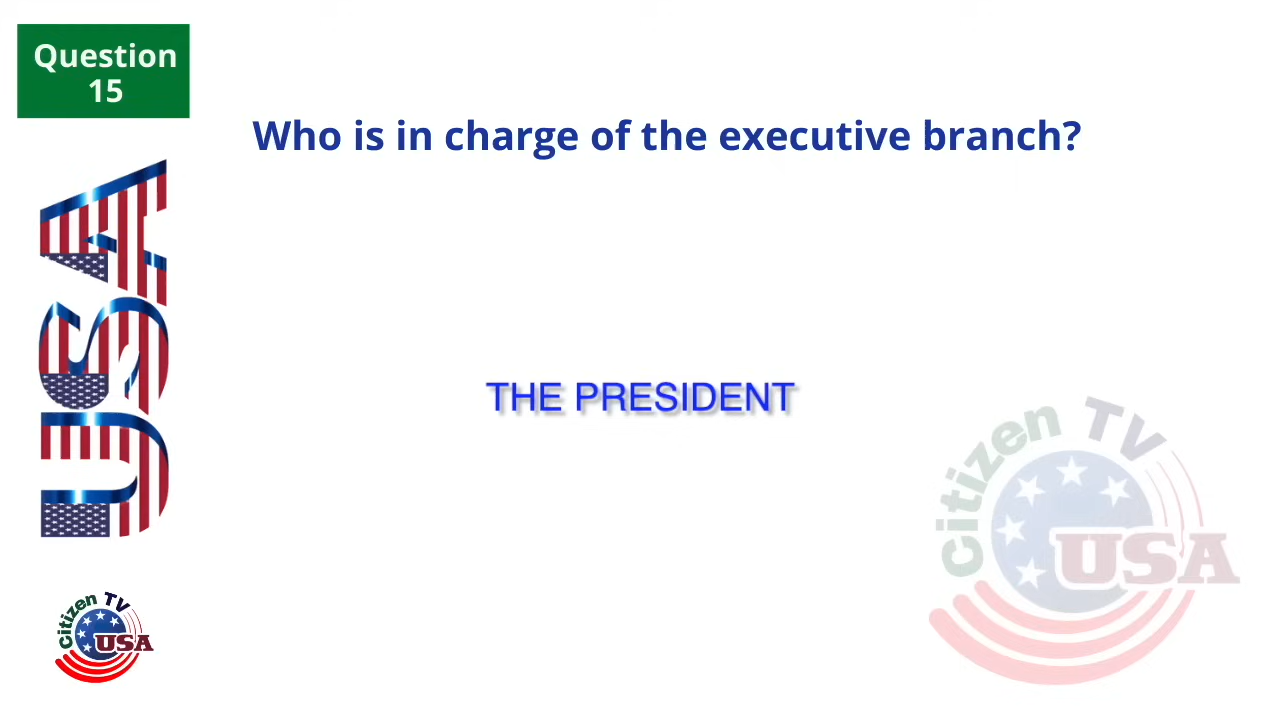 Question
15
Who is in charge of the executive branch?
USA
THE PRESIDENT
Citizen TV
USA
Citizen TV
USA